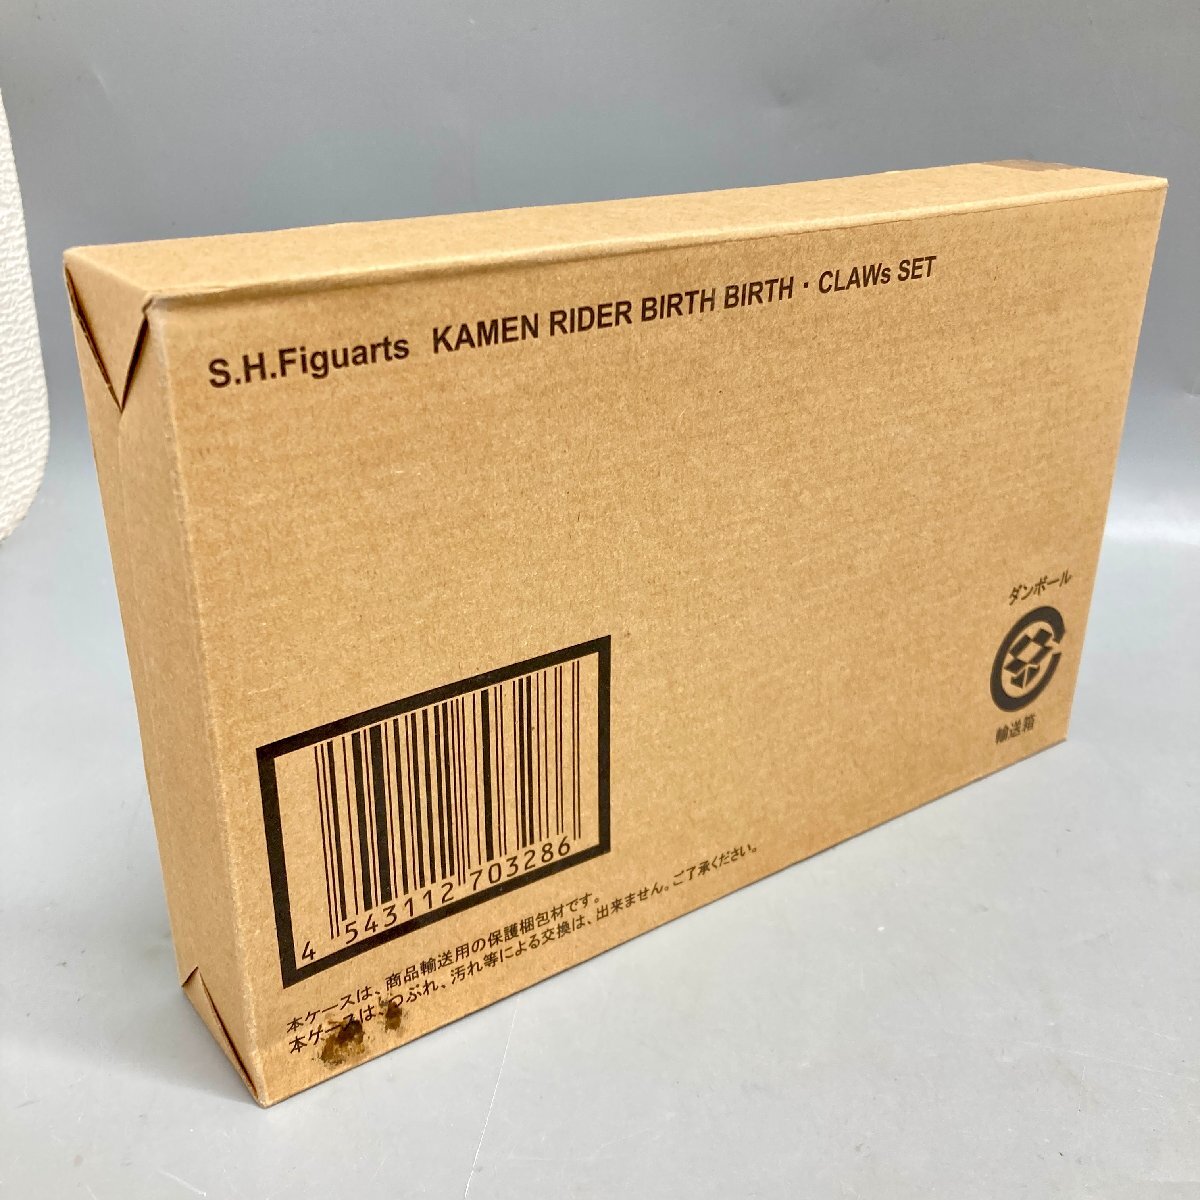 S.H.Figuarts KAMEN RIDER BIRTH BIRTH・CLAWs SET
ダンボール
輸送箱
4 543112 703286
本ケースは、商品輸送用の保護梱包材です。
本ケースは、つぶれ、汚れ等による交換は、出来ません。ご了承ください。